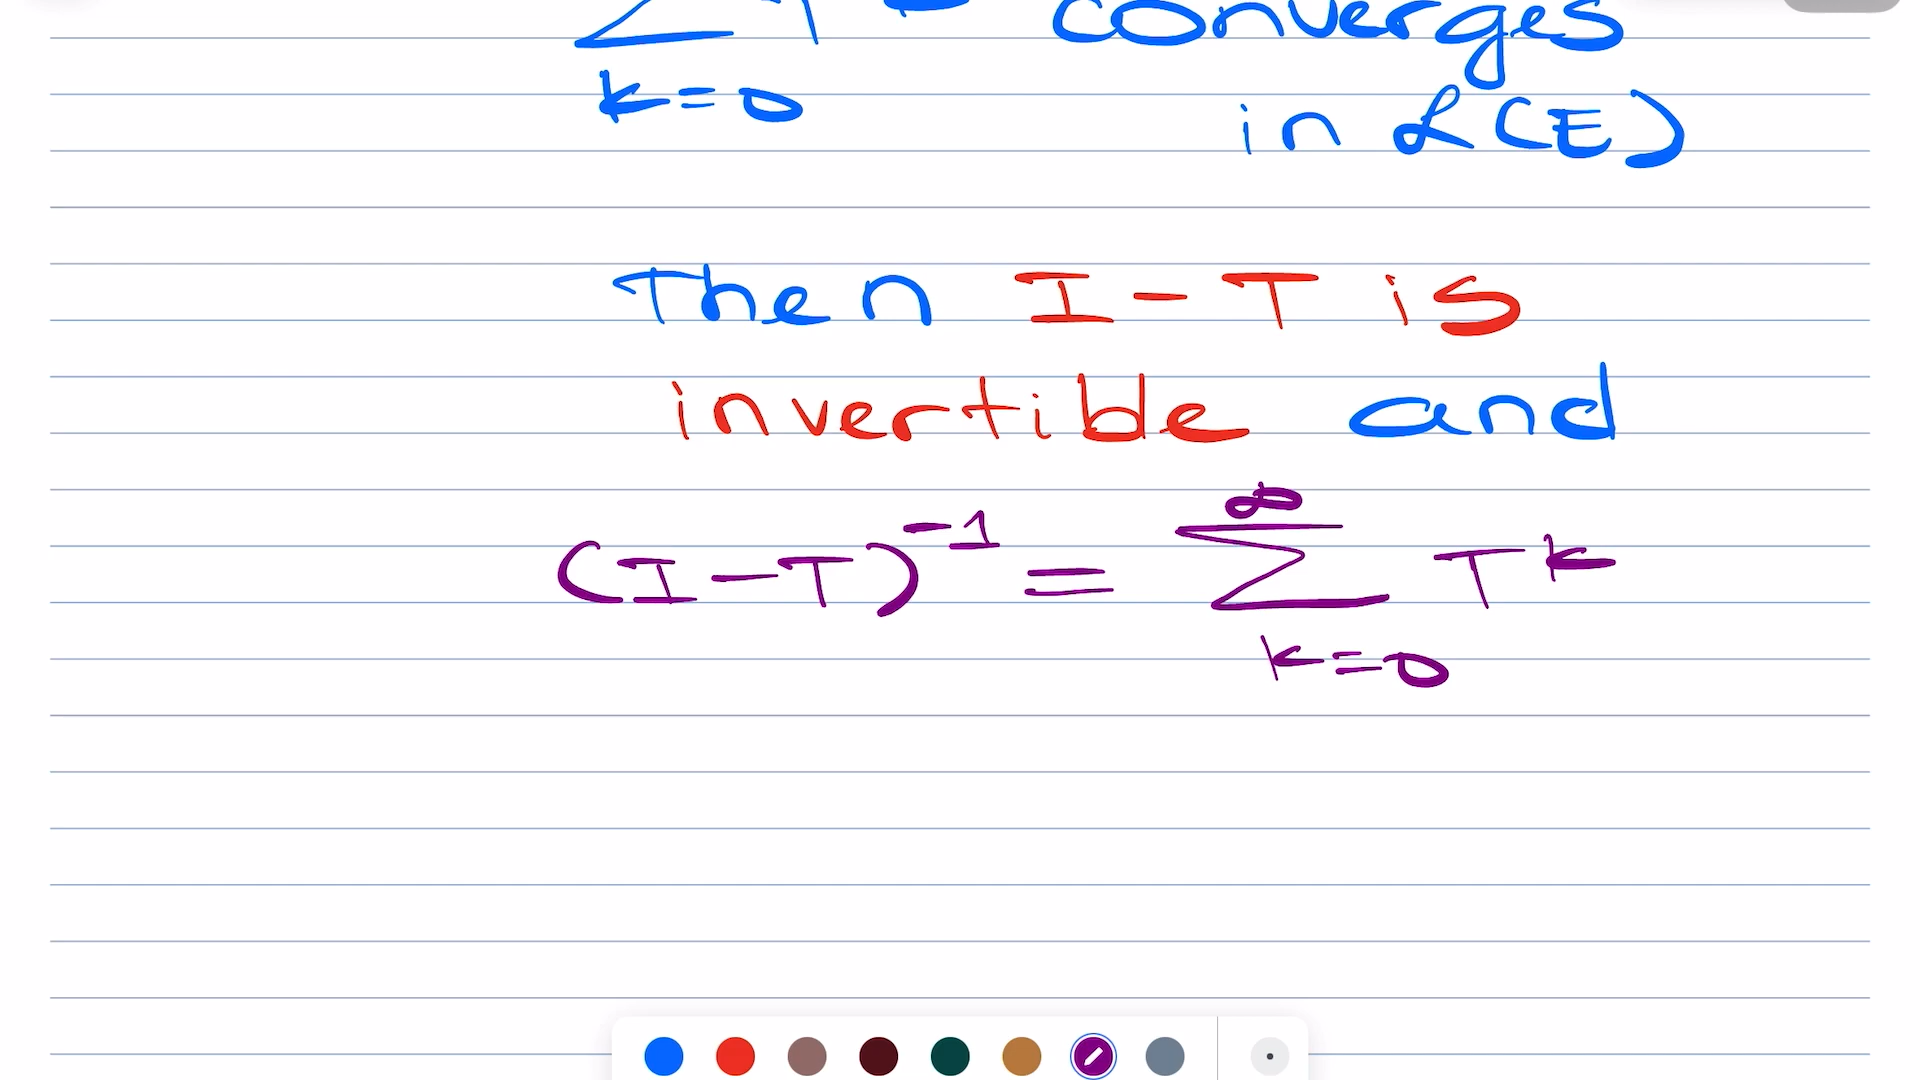 ∑ T^k converges
k=0
in ℒ(E)
Then I-T is
invertible and
(I-T)^-1 = ∑_{k=0}^∞ T^k